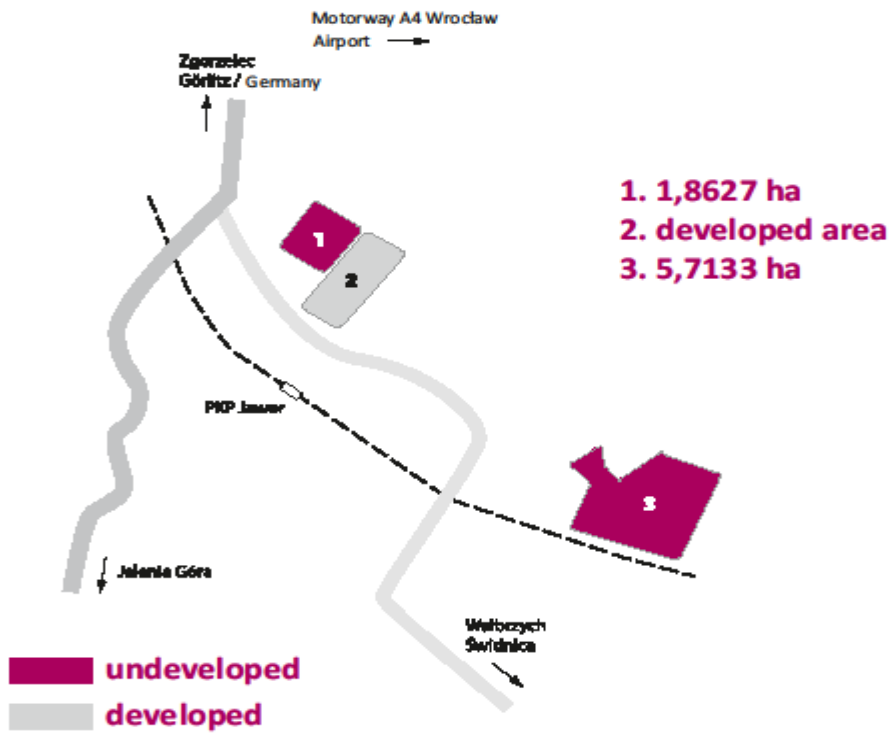 Motorway A4 Wrocław
Airport
Zgorzelec
Görlitz / Germany
1. 1,8627 ha
2. developed area
3. 5,7133 ha
1
2
PKP Jawor
3
Jelenia Góra
Wałbrzych
Świdnica
undeveloped
developed